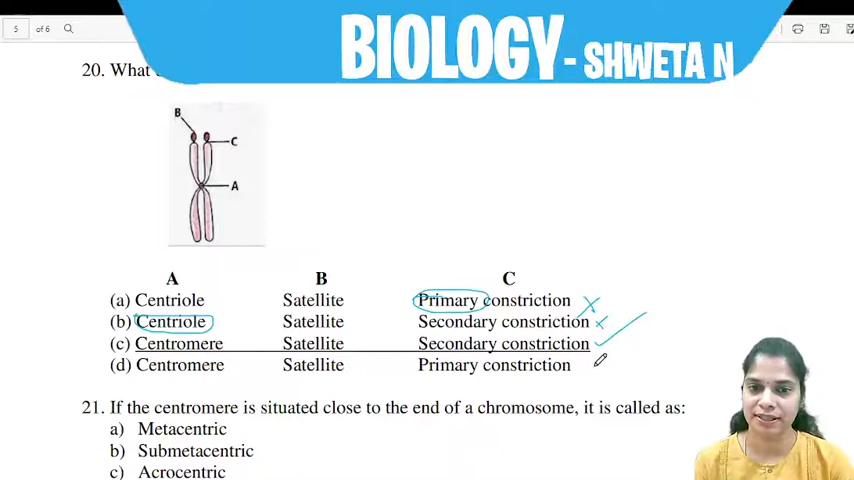 5 of 6
BIOLOGY - SHWETA N
20. What
B
C
A
A B C
(a) Centriole Satellite Primary constriction
(b) Centriole Satellite Secondary constriction
(c) Centromere Satellite Secondary constriction
(d) Centromere Satellite Primary constriction
21. If the centromere is situated close to the end of a chromosome, it is called as:
a) Metacentric
b) Submetacentric
c) Acrocentric